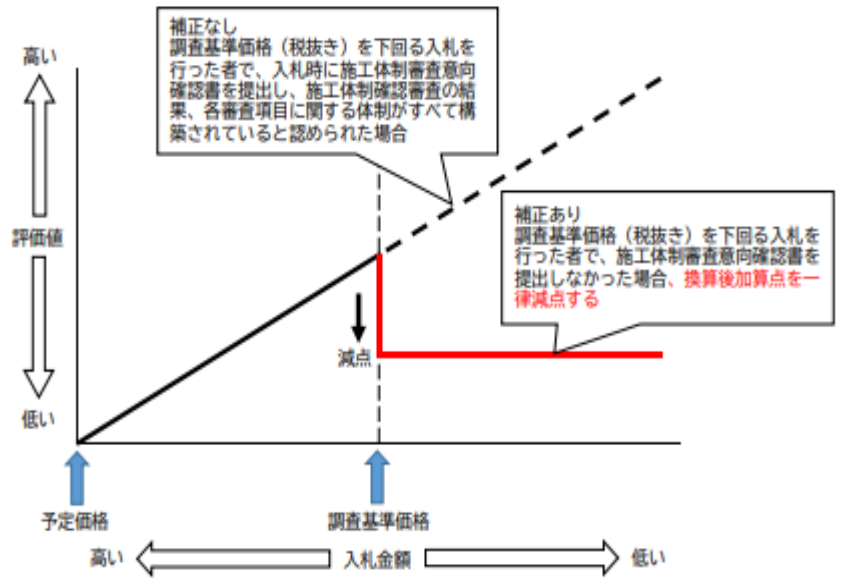 補正なし
調査基準価格（税抜き）を下回る入札を
行った者で、入札時に施工体制審査意向
確認書を提出し、施工体制確認審査の結
果、各審査項目に関する体制がすべて構
築されていると認められた場合
高い
評価値
低い
補正あり
調査基準価格（税抜き）を下回る入札を
行った者で、施工体制審査意向確認書を
提出しなかった場合、換算後加算点を一
律減点する
減点
予定価格
調査基準価格
高い
入札金額
低い